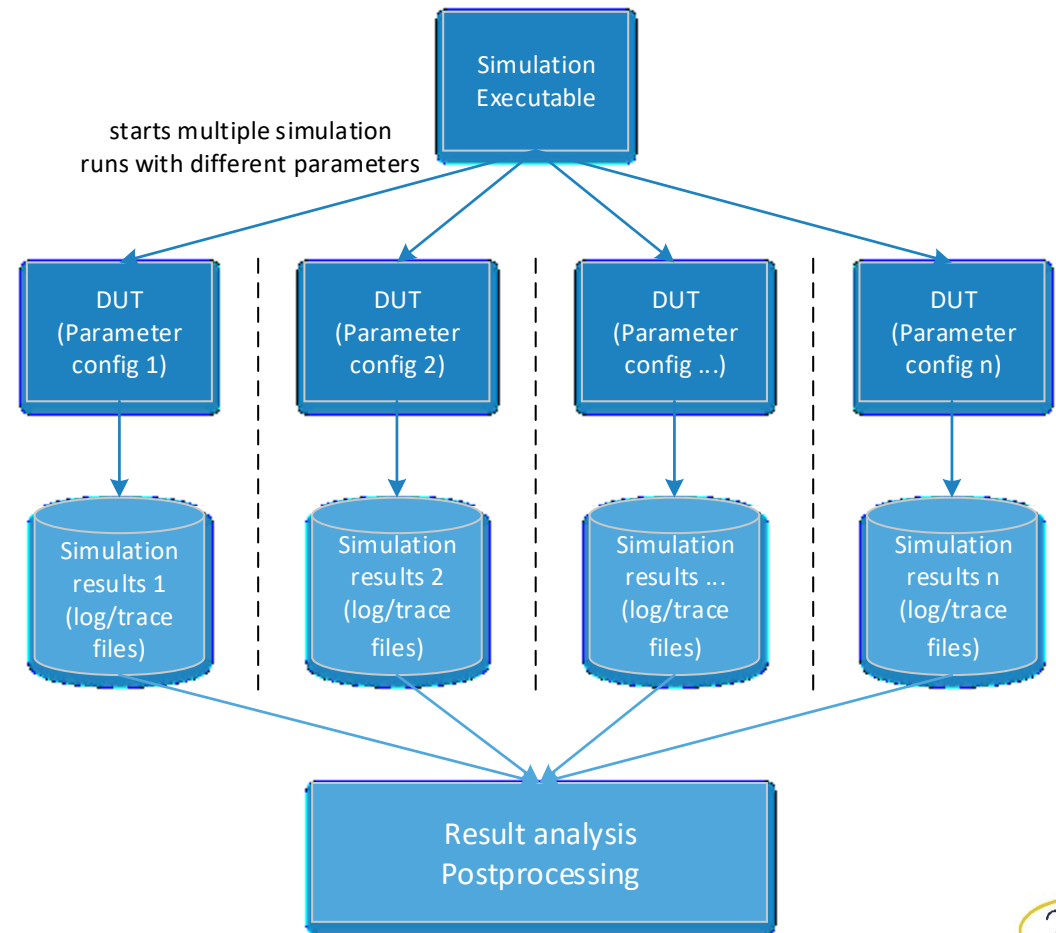 Simulation
Executable
starts multiple simulation
runs with different parameters
DUT
(Parameter
config 1)
DUT
(Parameter
config 2)
DUT
(Parameter
config ...)
DUT
(Parameter
config n)
Simulation
results 1
(log/trace
files)
Simulation
results 2
(log/trace
files)
Simulation
results ...
(log/trace
files)
Simulation
results n
(log/trace
files)
Result analysis
Postprocessing